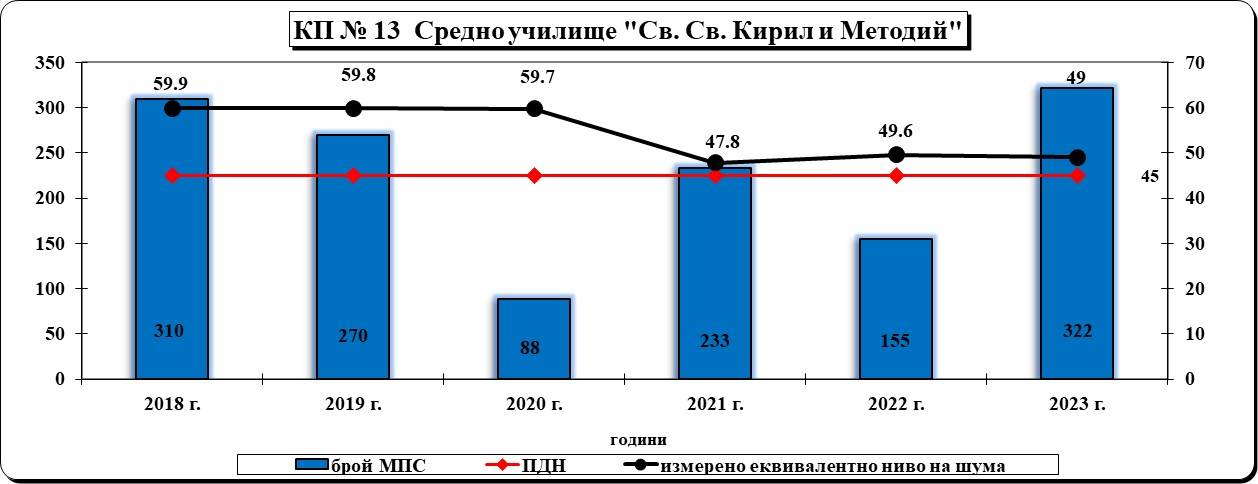 КП № 13 Средно училище "Св. Св. Кирил и Методий"
350
300
250
200
150
100
50
0
70
60
50
40
30
20
10
0
59.9
59.8
59.7
47.8
49.6
49
45
310
270
88
233
155
322
2018 г.
2019 г.
2020 г.
2021 г.
2022 г.
2023 г.
години
брой МПС
ПДН
измерено еквивалентно ниво на шума